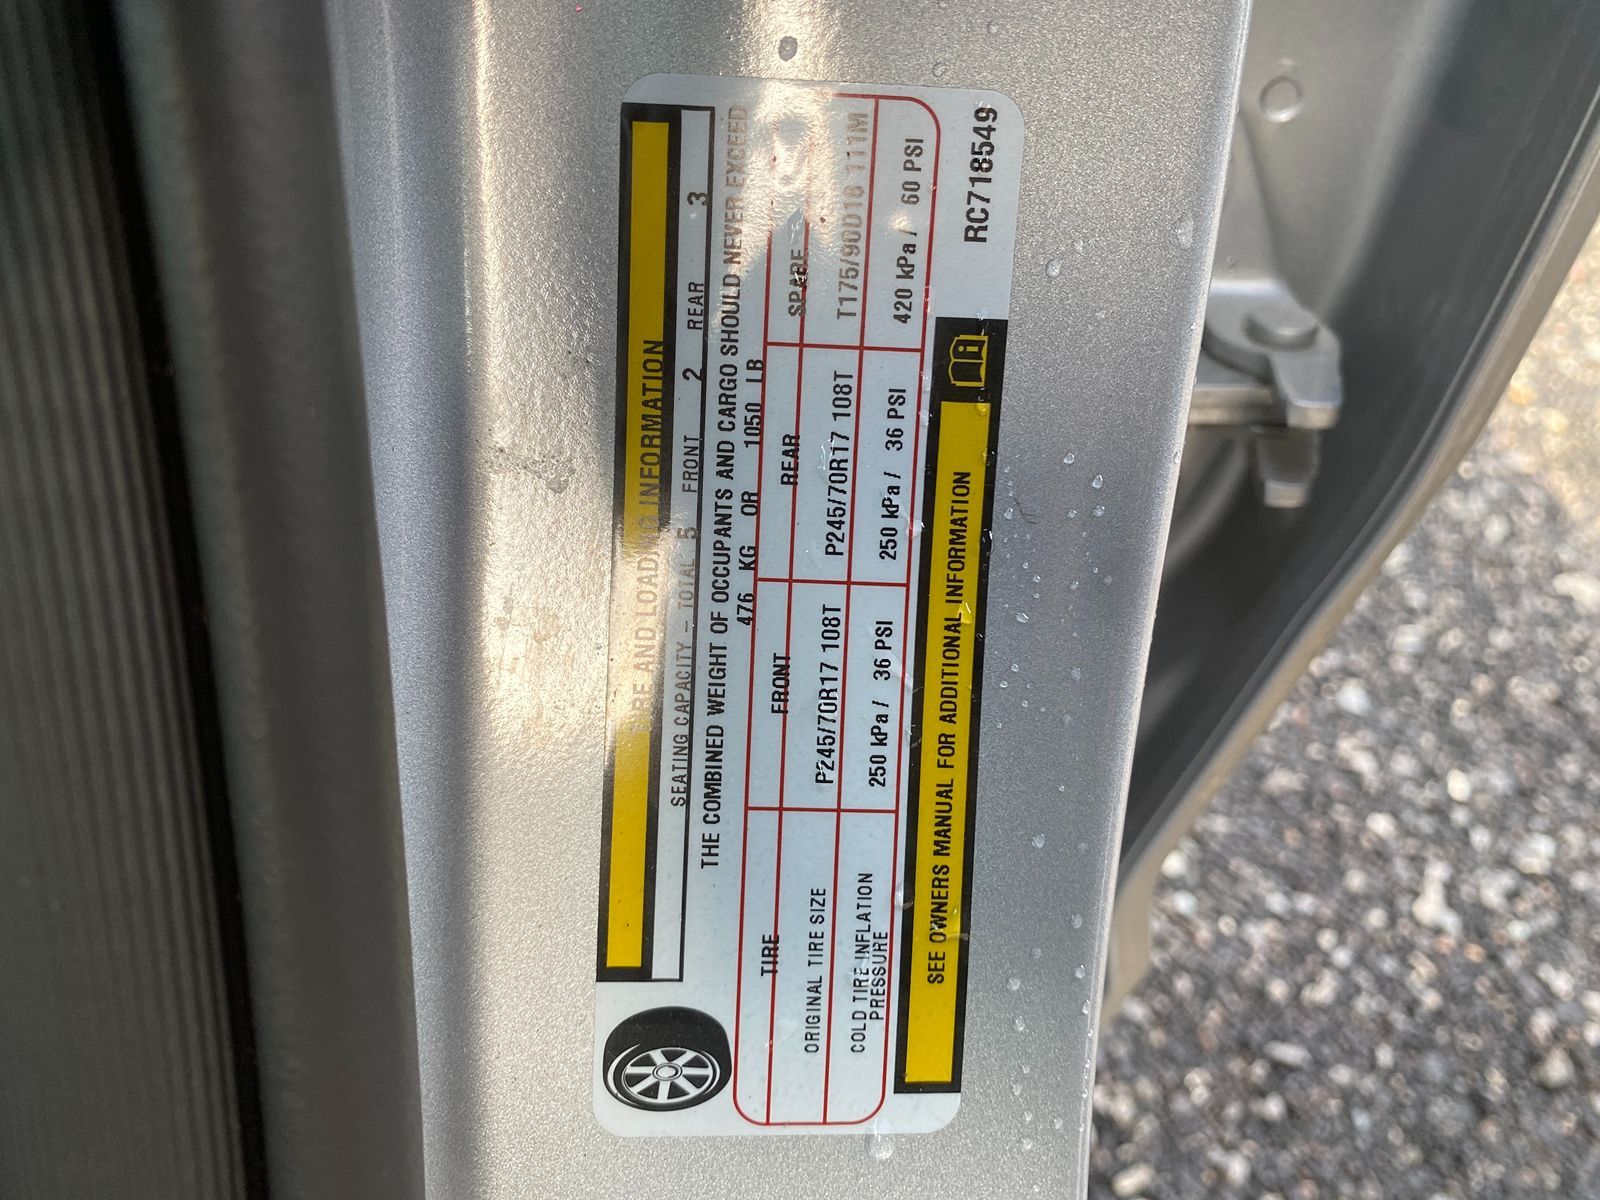 TIRE AND LOADING INFORMATION
SEATING CAPACITY – TOTAL 5 FRONT 2 REAR 3
THE COMBINED WEIGHT OF OCCUPANTS AND CARGO SHOULD NEVER EXCEED
476 KG OR 1050 LB
TIRE FRONT REAR SPARE
ORIGINAL TIRE SIZE P245/70R17 108T P245/70R17 108T T175/90D18 111M
COLD TIRE INFLATION PRESSURE 250 kPa / 36 PSI 250 kPa / 36 PSI 420 kPa / 60 PSI
SEE OWNERS MANUAL FOR ADDITIONAL INFORMATION
RC718549